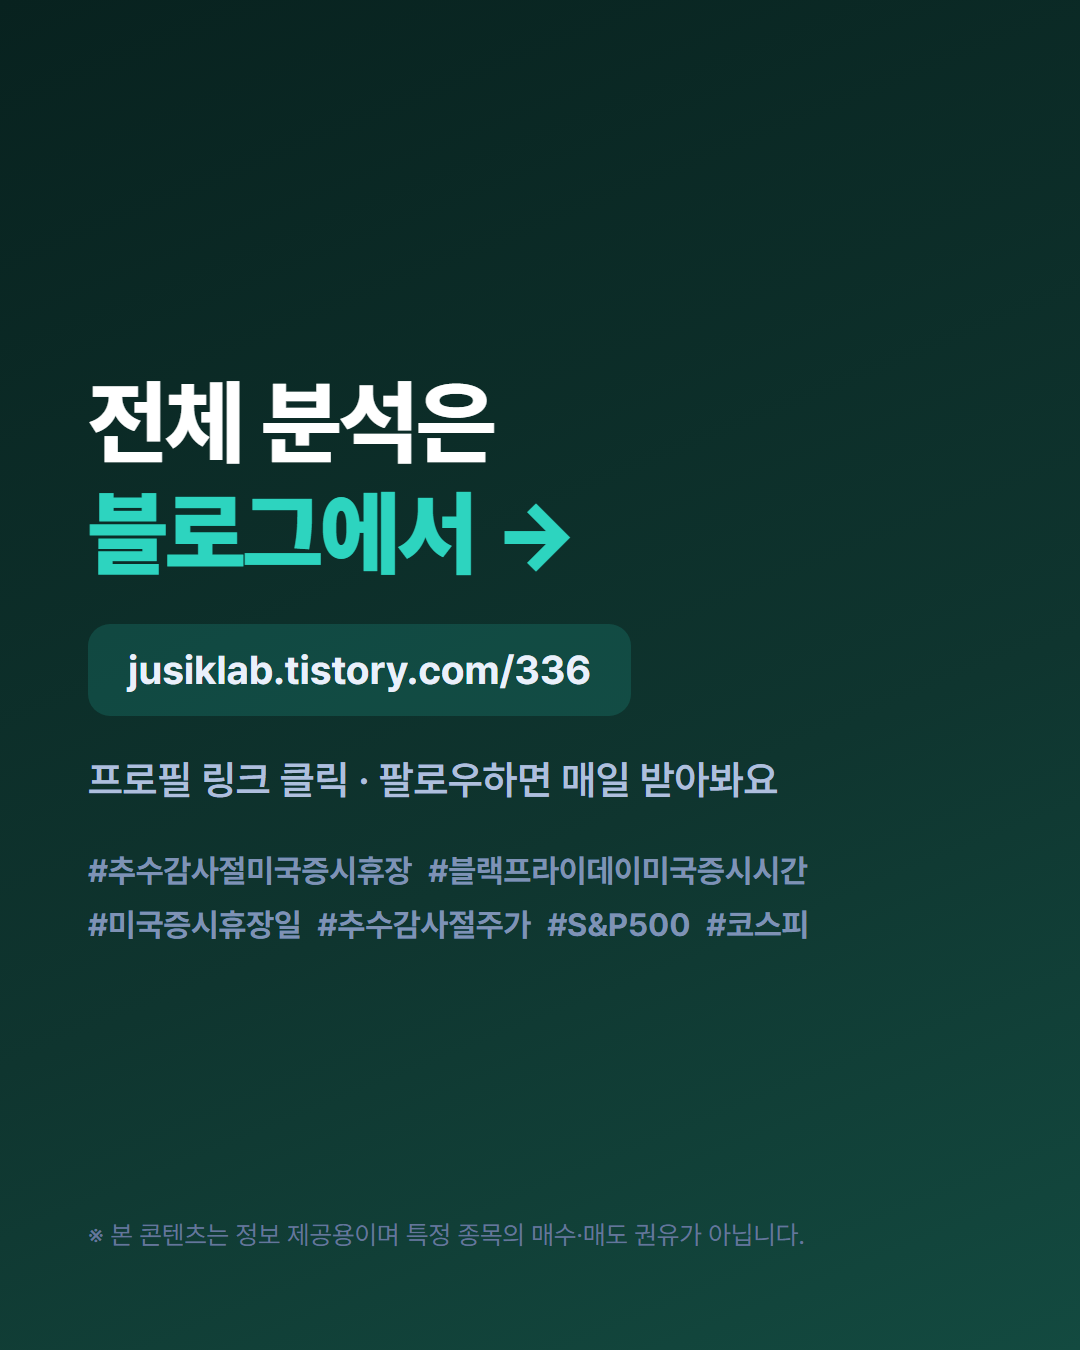 전체 분석은
블로그에서 →
jusiklab.tistory.com/336
프로필 링크 클릭 · 팔로우하면 매일 받아봐요
#추수감사절미국증시휴장 #블랙프라이데이미국증시시간
#미국증시휴장일 #추수감사절주가 #S&P500 #코스피
※ 본 콘텐츠는 정보 제공용이며 특정 종목의 매수·매도 권유가 아닙니다.